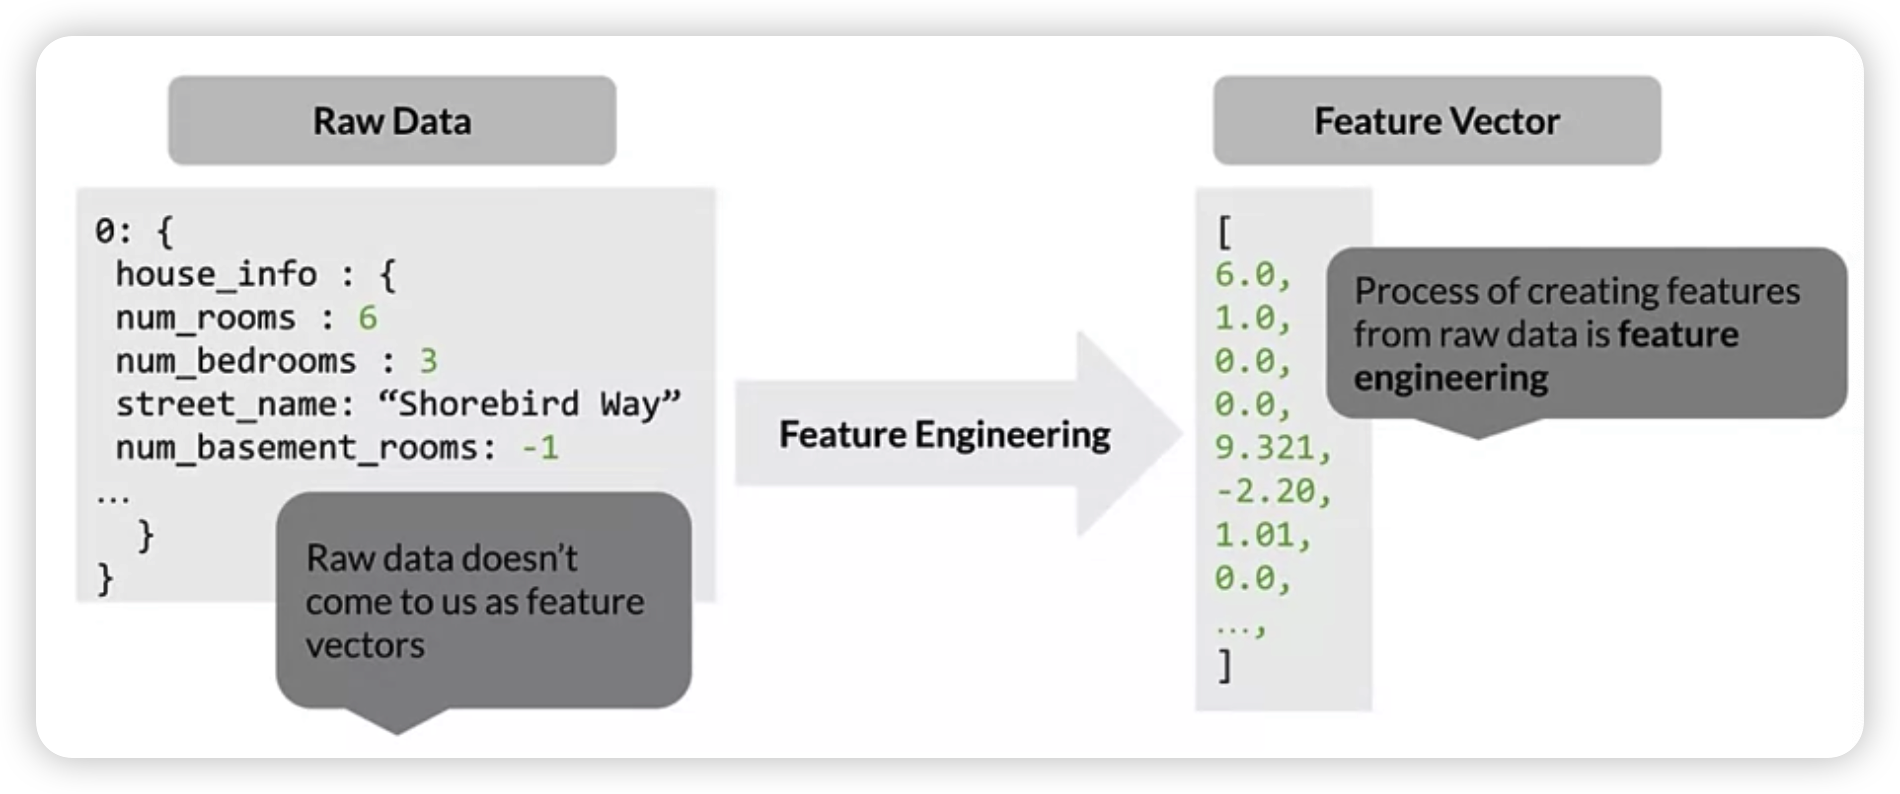 Raw Data
0: {
house_info : {
num_rooms : 6
num_bedrooms : 3
street_name: “Shorebird Way”
num_basement_rooms: -1
...
}
}
Raw data doesn’t
come to us as feature
vectors
Feature Engineering
Feature Vector
[
6.0,
1.0,
0.0,
0.0,
9.321,
-2.20,
1.01,
0.0,
...,
]
Process of creating features
from raw data is feature
engineering